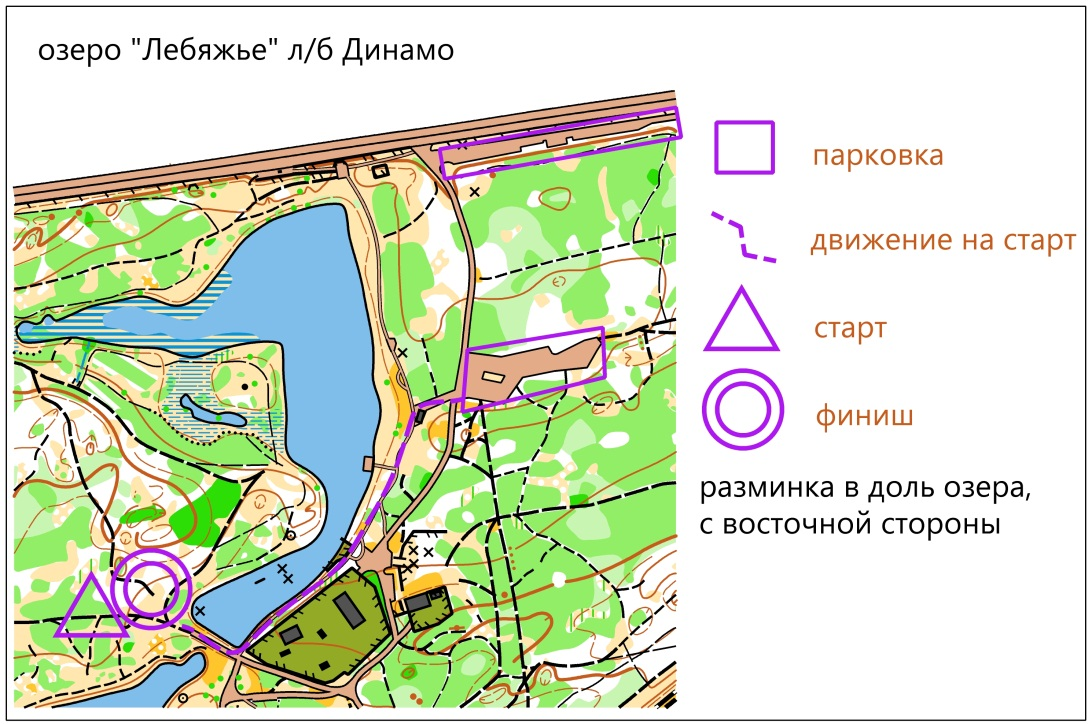 озеро "Лебяжье" л/б Динамо
парковка
движение на старт
старт
финиш
разминка в доль озера,
с восточной стороны